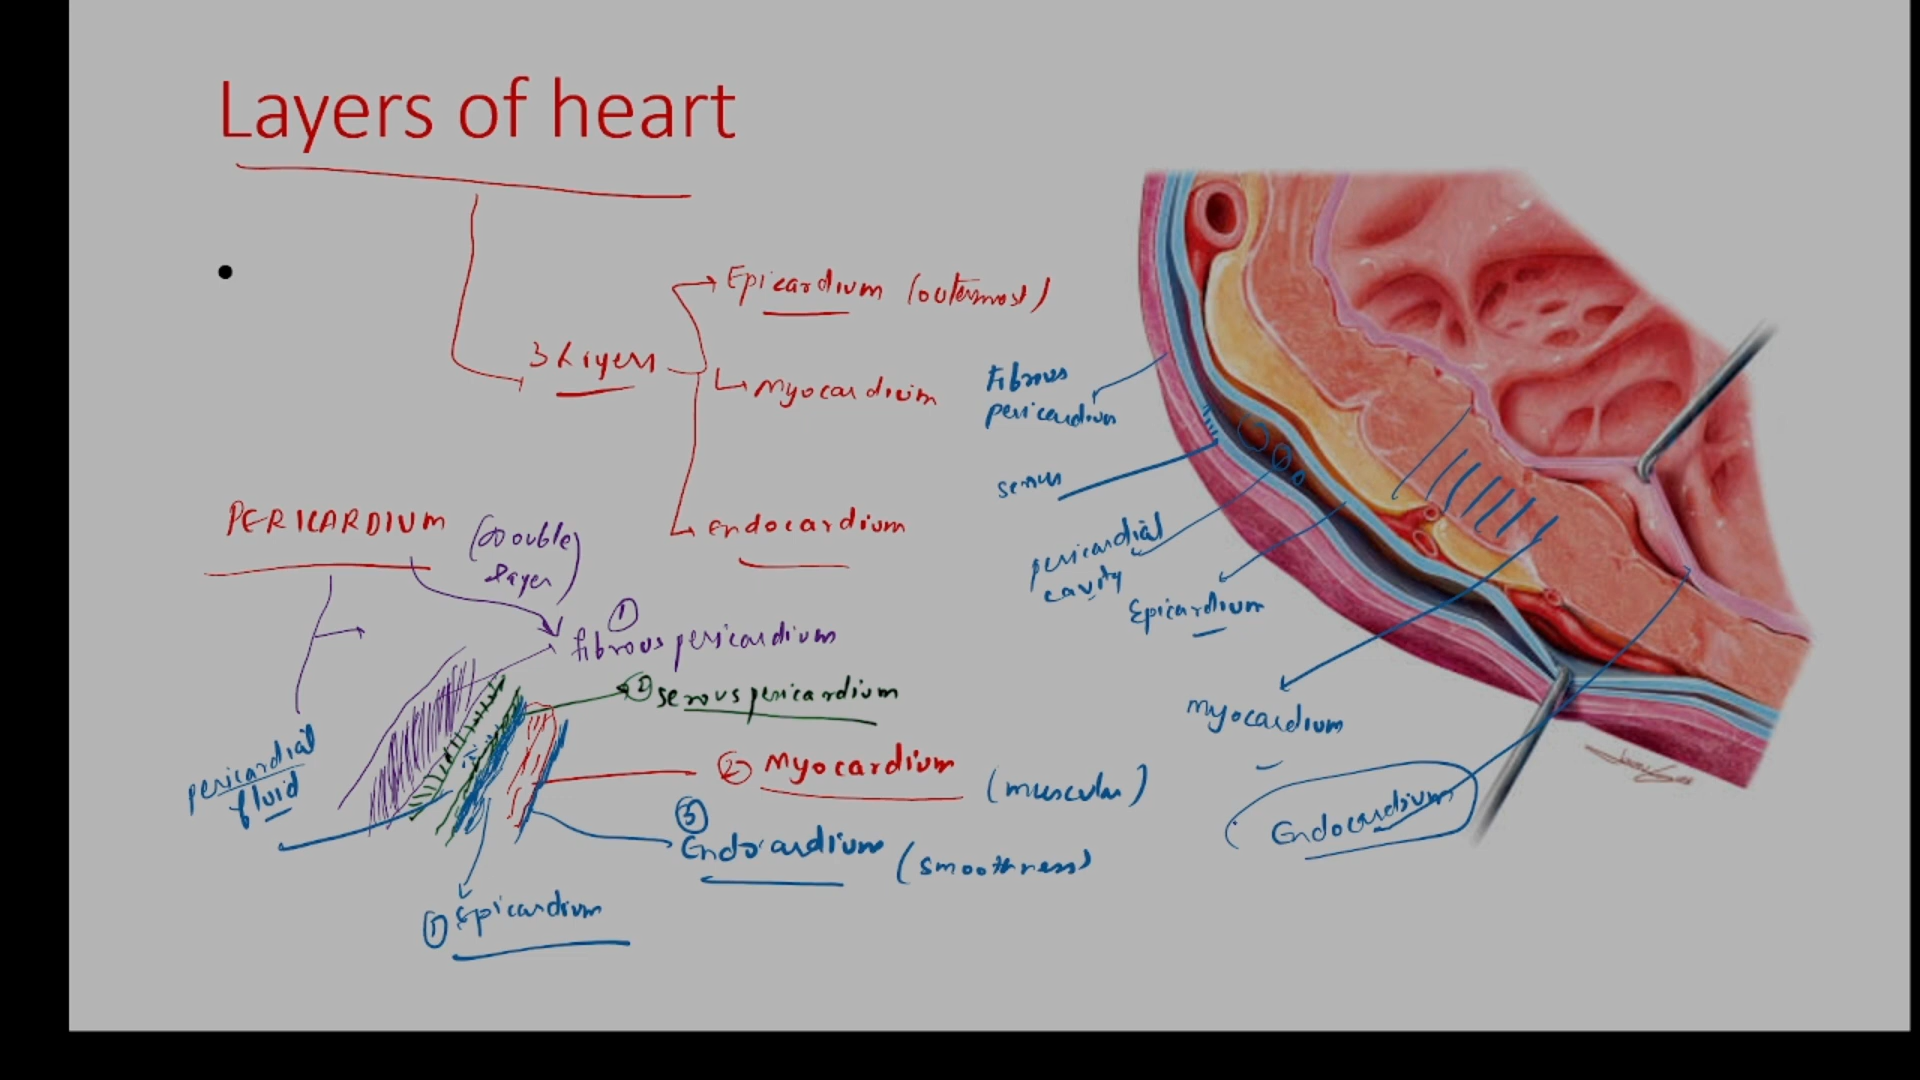 Layers of heart
Epicardium (outermost)
3 Layers
Myocardium
endocardium
PERICARDIUM
(Double
layer)
① fibrous pericardium
② serous pericardium
pericardial
fluid
② Myocardium (muscular)
③
Endocardium (smoothness)
① Epicardium
Fibrous
pericardium
serous
pericardial
cavity
Epicardium
Myocardium
Endocardium